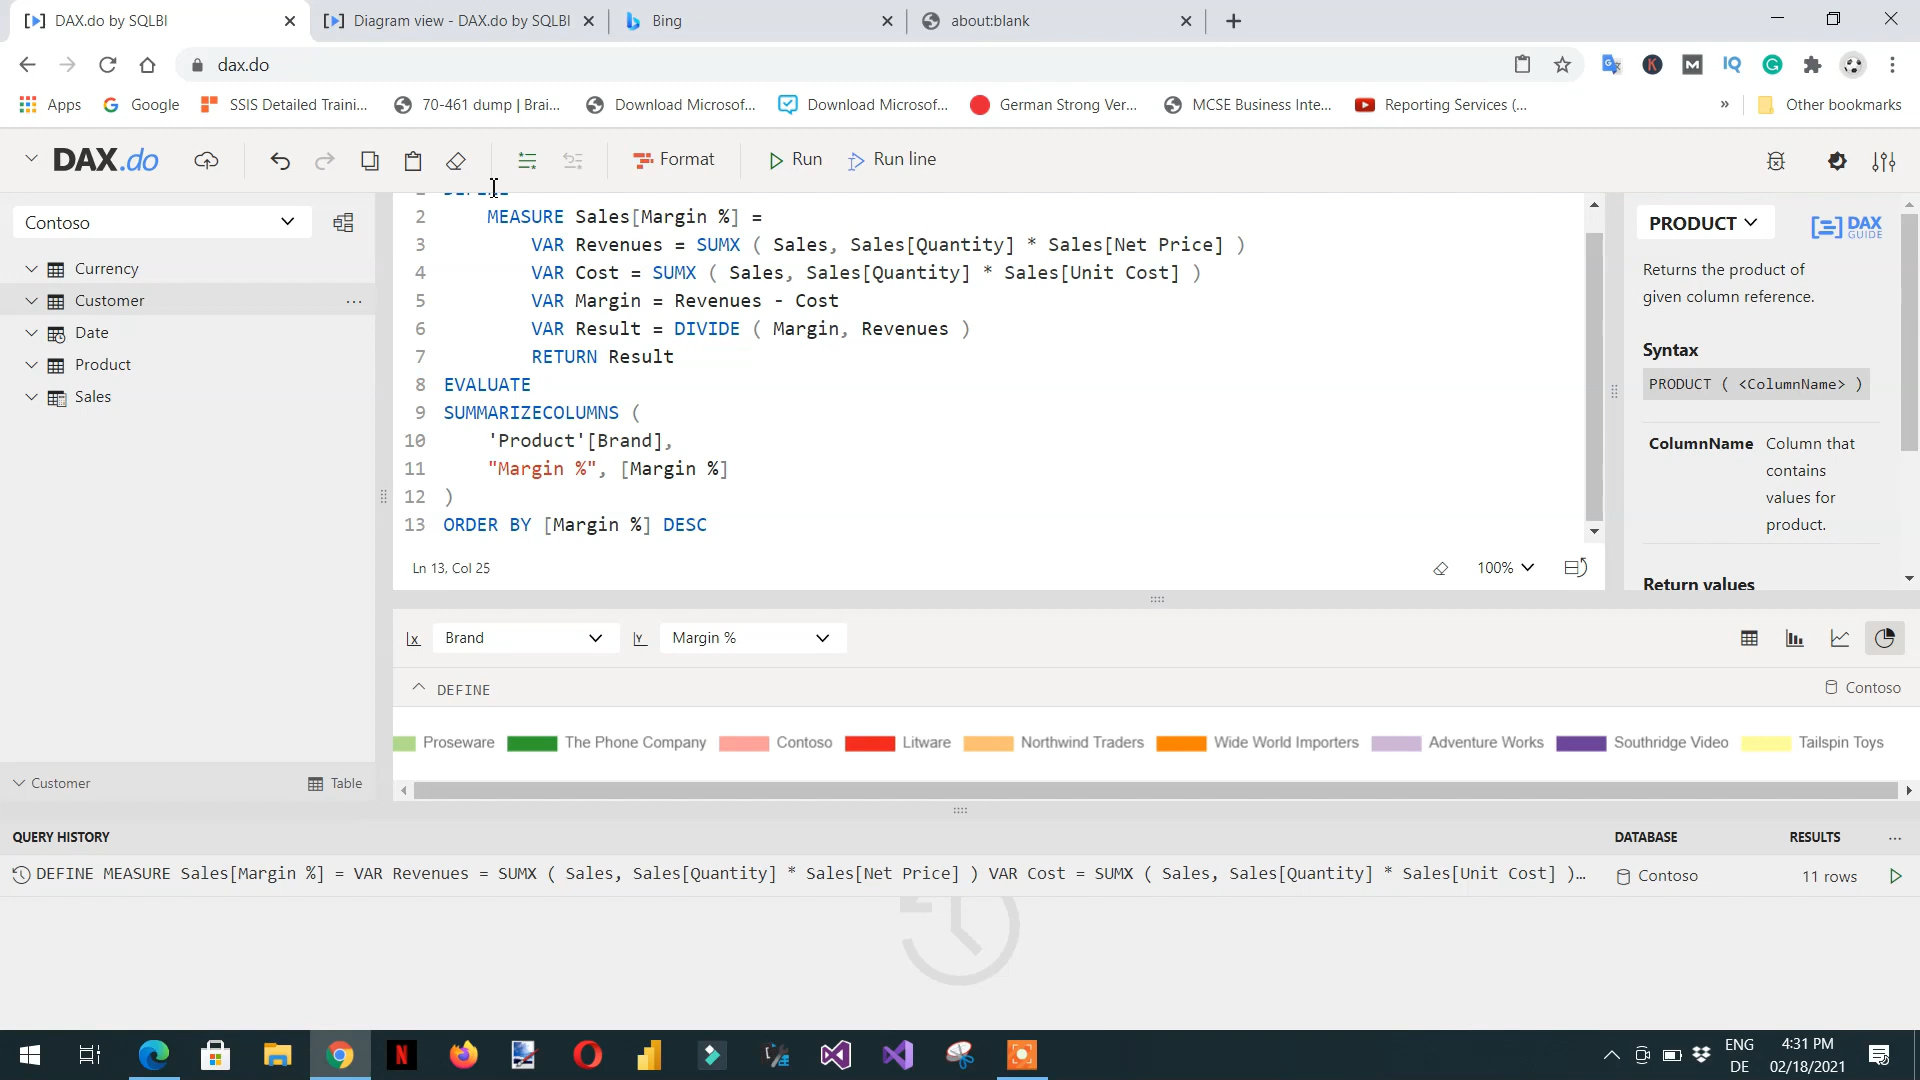 DAX.do by SQLBI
Diagram view - DAX.do by SQLBI
Bing
about:blank
dax.do
Apps
Google
SSIS Detailed Traini...
70-461 dump | Brai...
Download Microsof...
Download Microsof...
German Strong Ver...
MCSE Business Inte...
Reporting Services (...
»
Other bookmarks
DAX.do
Format
Run
Run line
Contoso
Currency
Customer
...
Date
Product
Sales
Customer
Table
1 DEFINE
2 MEASURE Sales[Margin %] =
3 VAR Revenues = SUMX ( Sales, Sales[Quantity] * Sales[Net Price] )
4 VAR Cost = SUMX ( Sales, Sales[Quantity] * Sales[Unit Cost] )
5 VAR Margin = Revenues - Cost
6 VAR Result = DIVIDE ( Margin, Revenues )
7 RETURN Result
8 EVALUATE
9 SUMMARIZECOLUMNS (
10 'Product'[Brand],
11 "Margin %", [Margin %]
12 )
13 ORDER BY [Margin %] DESC
Ln 13, Col 25
100%
PRODUCT
DAX GUIDE
Returns the product of
given column reference.
Syntax
PRODUCT ( <ColumnName> )
ColumnName Column that
contains
values for
product.
Return values
X Brand
Y Margin %
DEFINE
Contoso
Proseware
The Phone Company
Contoso
Litware
Northwind Traders
Wide World Importers
Adventure Works
Southridge Video
Tailspin Toys
QUERY HISTORY
DATABASE
RESULTS
...
DEFINE MEASURE Sales[Margin %] = VAR Revenues = SUMX ( Sales, Sales[Quantity] * Sales[Net Price] ) VAR Cost = SUMX ( Sales, Sales[Quantity] * Sales[Unit Cost] )...
Contoso
11 rows
ENG
DE
4:31 PM
02/18/2021